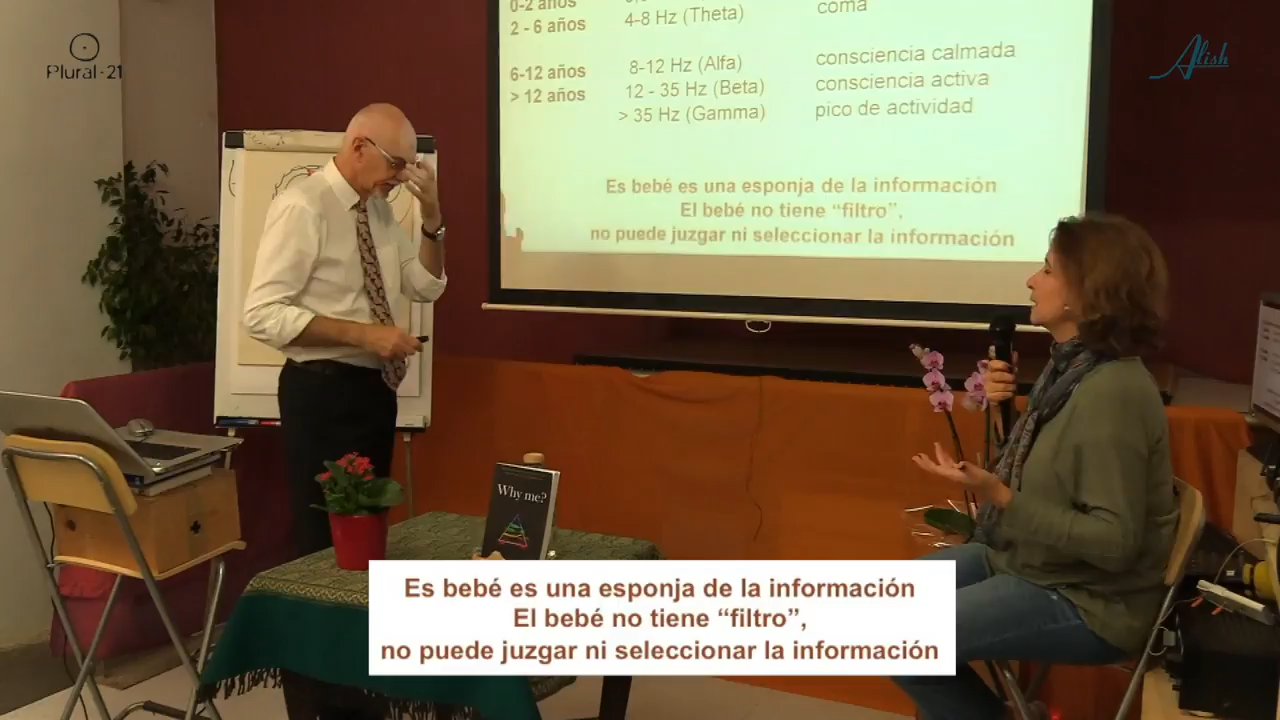 Plural-21
Alish
0-2 años
2 - 6 años
4-8 Hz (Theta)
coma
6-12 años
8-12 Hz (Alfa)
consciencia calmada
> 12 años
12 - 35 Hz (Beta)
consciencia activa
> 35 Hz (Gamma)
pico de actividad
Es bebé es una esponja de la información
El bebé no tiene “filtro”,
no puede juzgar ni seleccionar la información
Why me?
Es bebé es una esponja de la información
El bebé no tiene “filtro”,
no puede juzgar ni seleccionar la información